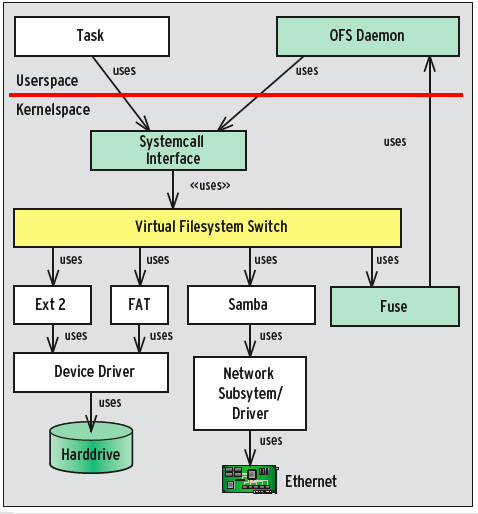 Task
OFS Daemon
uses
uses
Userspace
Kernelspace
uses
Systemcall
Interface
«uses»
Virtual Filesystem Switch
uses
uses
uses
uses
Ext 2
FAT
Samba
Fuse
uses
uses
uses
Device Driver
Network
Subsytem/
Driver
uses
uses
Harddrive
Ethernet